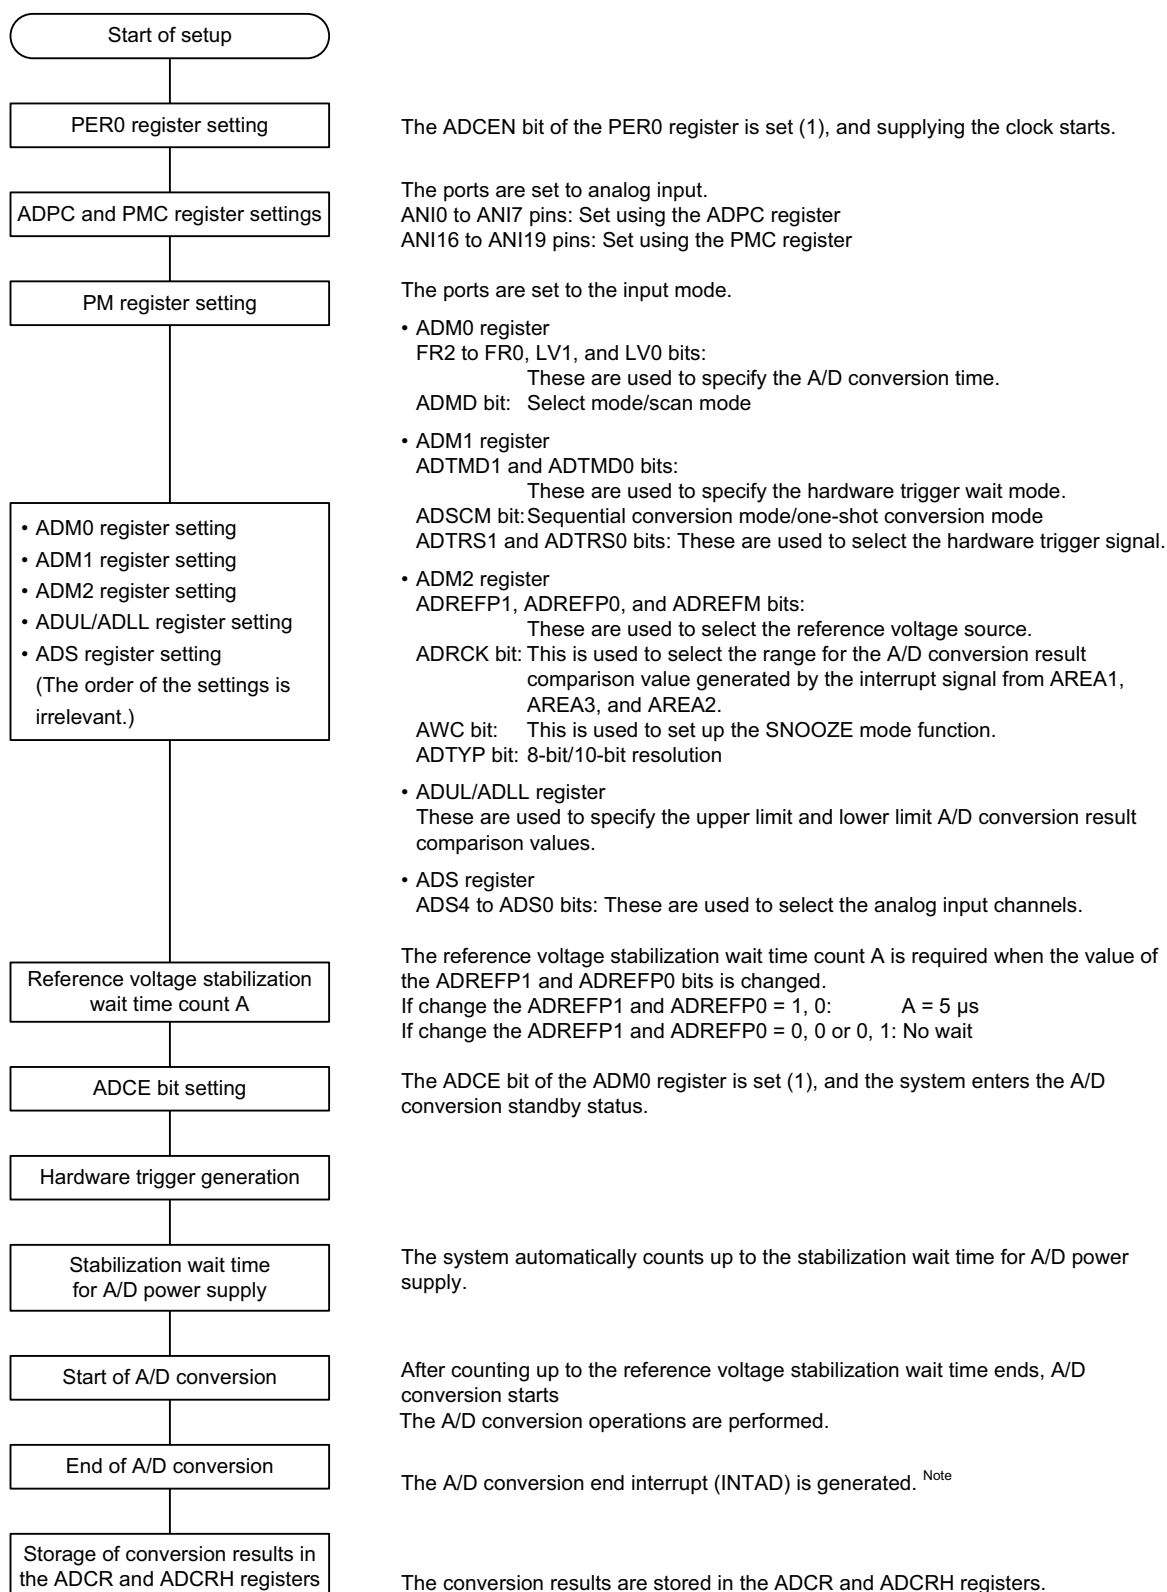 Start of setup
PER0 register setting
The ADCEN bit of the PER0 register is set (1), and supplying the clock starts.
ADPC and PMC register settings
The ports are set to analog input.
ANI0 to ANI7 pins: Set using the ADPC register
ANI16 to ANI19 pins: Set using the PMC register
PM register setting
The ports are set to the input mode.
• ADM0 register setting
• ADM1 register setting
• ADM2 register setting
• ADUL/ADLL register setting
• ADS register setting
(The order of the settings is
irrelevant.)
• ADM0 register
FR2 to FR0, LV1, and LV0 bits:
These are used to specify the A/D conversion time.
ADMD bit: Select mode/scan mode
• ADM1 register
ADTMD1 and ADTMD0 bits:
These are used to specify the hardware trigger wait mode.
ADSCM bit: Sequential conversion mode/one-shot conversion mode
ADTRS1 and ADTRS0 bits: These are used to select the hardware trigger signal.
• ADM2 register
ADREFP1, ADREFP0, and ADREFM bits:
These are used to select the reference voltage source.
ADRCK bit: This is used to select the range for the A/D conversion result
comparison value generated by the interrupt signal from AREA1,
AREA3, and AREA2.
AWC bit: This is used to set up the SNOOZE mode function.
ADTYP bit: 8-bit/10-bit resolution
• ADUL/ADLL register
These are used to specify the upper limit and lower limit A/D conversion result
comparison values.
• ADS register
ADS4 to ADS0 bits: These are used to select the analog input channels.
Reference voltage stabilization
wait time count A
The reference voltage stabilization wait time count A is required when the value of
the ADREFP1 and ADREFP0 bits is changed.
If change the ADREFP1 and ADREFP0 = 1, 0: A = 5 µs
If change the ADREFP1 and ADREFP0 = 0, 0 or 0, 1: No wait
ADCE bit setting
The ADCE bit of the ADM0 register is set (1), and the system enters the A/D
conversion standby status.
Hardware trigger generation
Stabilization wait time
for A/D power supply
The system automatically counts up to the stabilization wait time for A/D power
supply.
Start of A/D conversion
After counting up to the reference voltage stabilization wait time ends, A/D
conversion starts
The A/D conversion operations are performed.
End of A/D conversion
The A/D conversion end interrupt (INTAD) is generated. Note
Storage of conversion results in
the ADCR and ADCRH registers
The conversion results are stored in the ADCR and ADCRH registers.